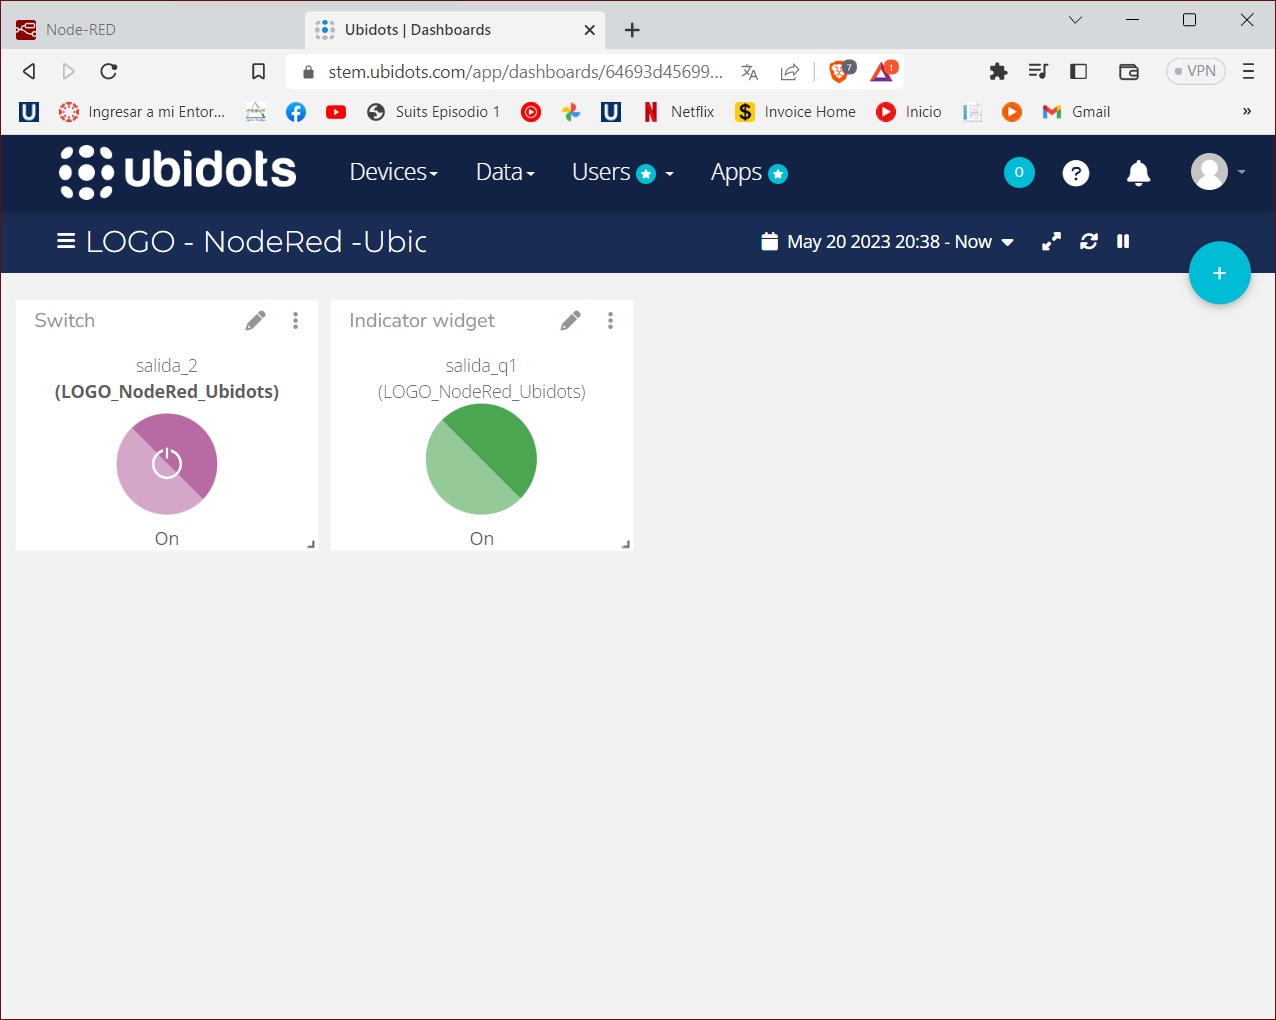 Node-RED
Ubidots | Dashboards
stem.ubidots.com/app/dashboards/64693d45699...
7
1
VPN
U
Ingresar a mi Entor...
Suits Episodio 1
U
N
Netflix
$
Invoice Home
Inicio
Gmail
»
ubidots
Devices
Data
Users
Apps
0
?
LOGO - NodeRed -Ubic
May 20 2023 20:38 - Now
+
Switch
salida_2
(LOGO_NodeRed_Ubidots)
On
Indicator widget
salida_q1
(LOGO_NodeRed_Ubidots)
On